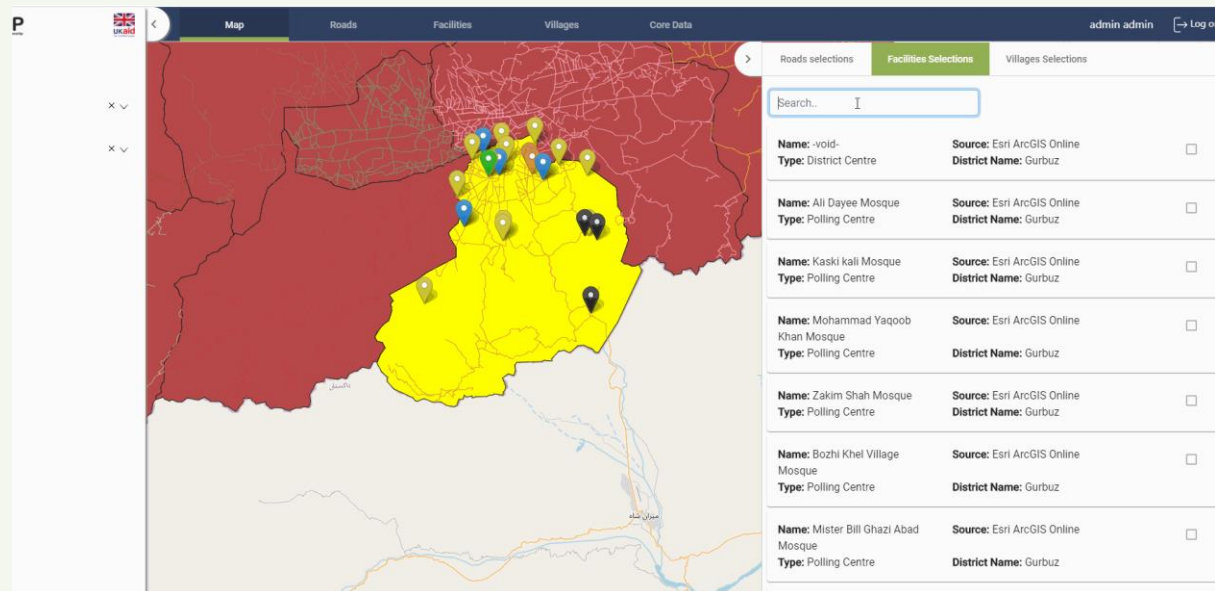 P
UKaid
Map
Roads
Facilities
Villages
Core Data
admin admin
Log o
Roads selections
Facilities Selections
Villages Selections
Search..
Name: -void-
Source: Esri ArcGIS Online
Type: District Centre
District Name: Gurbuz
Name: Ali Dayee Mosque
Source: Esri ArcGIS Online
Type: Polling Centre
District Name: Gurbuz
Name: Kaski kali Mosque
Source: Esri ArcGIS Online
Type: Polling Centre
District Name: Gurbuz
Name: Mohammad Yaqoob
Khan Mosque
Source: Esri ArcGIS Online
Type: Polling Centre
District Name: Gurbuz
Name: Zakim Shah Mosque
Source: Esri ArcGIS Online
Type: Polling Centre
District Name: Gurbuz
Name: Bozhi Khel Village
Mosque
Source: Esri ArcGIS Online
Type: Polling Centre
District Name: Gurbuz
Name: Mister Bill Ghazi Abad
Mosque
Source: Esri ArcGIS Online
Type: Polling Centre
District Name: Gurbuz
پاکستان
میران شاہ